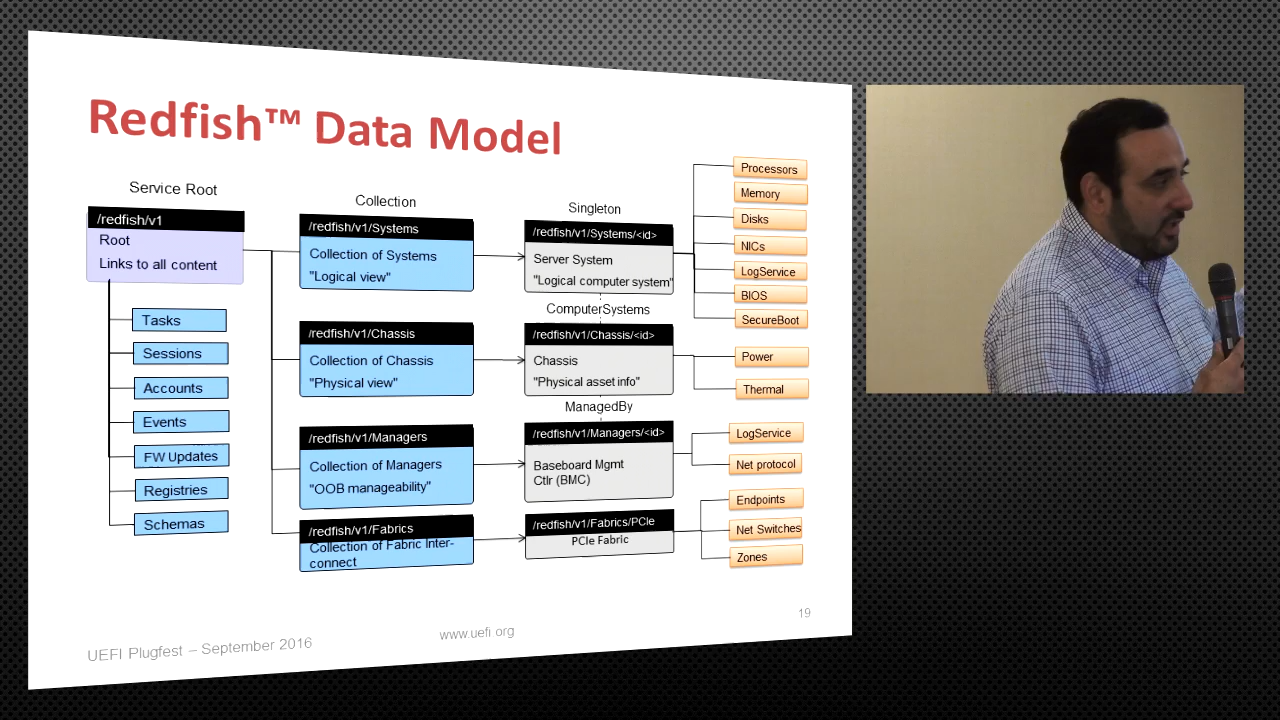 Redfish™ Data Model
Service Root
/redfish/v1
Root
Links to all content
Tasks
Sessions
Accounts
Events
FW Updates
Registries
Schemas
Collection
/redfish/v1/Systems
Collection of Systems
"Logical view"
/redfish/v1/Chassis
Collection of Chassis
"Physical view"
/redfish/v1/Managers
Collection of Managers
"OOB manageability"
/redfish/v1/Fabrics
Collection of Fabric Inter-
connect
Singleton
/redfish/v1/Systems/<id>
Server System
"Logical computer system"
ComputerSystems
/redfish/v1/Chassis/<id>
Chassis
"Physical asset info"
ManagedBy
/redfish/v1/Managers/<id>
Baseboard Mgmt
Ctlr (BMC)
/redfish/v1/Fabrics/PCIe
PCIe Fabric
Processors
Memory
Disks
NICs
LogService
BIOS
SecureBoot
Power
Thermal
LogService
Net protocol
Endpoints
Net Switches
Zones
UEFI Plugfest – September 2016
www.uefi org
19